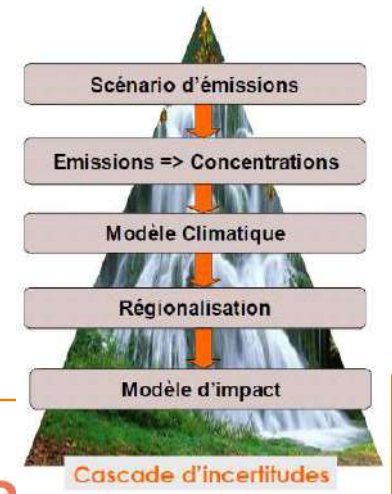 Scénario d'émissions
Emissions => Concentrations
Modèle Climatique
Régionalisation
Modèle d'impact
Cascade d'incertitudes